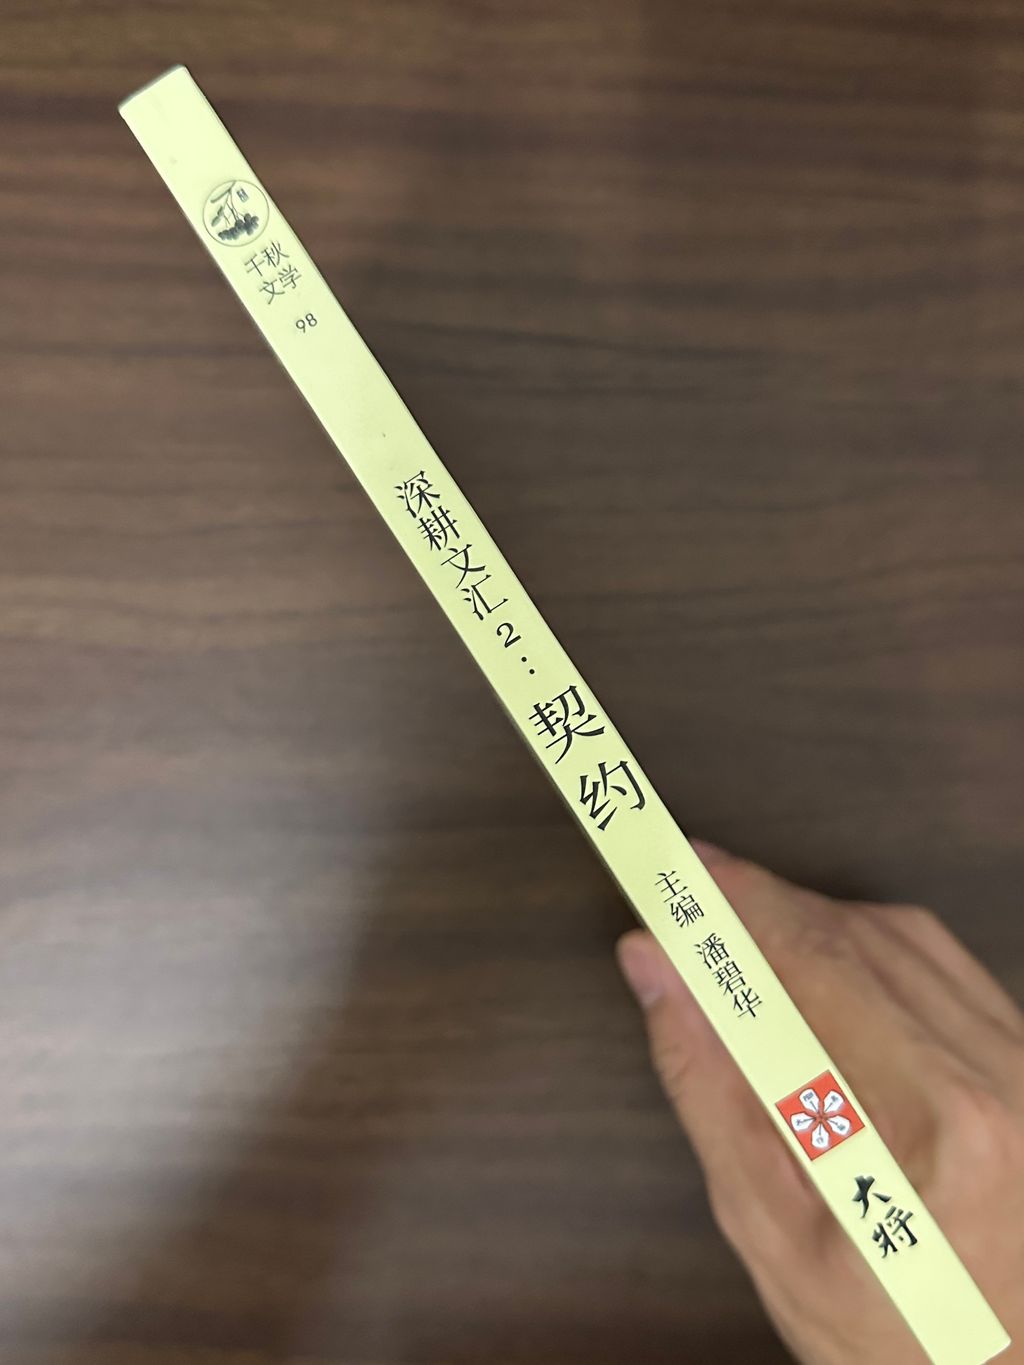 千秋
文学
98
深耕文汇2：契约
主编 潘碧华
大将